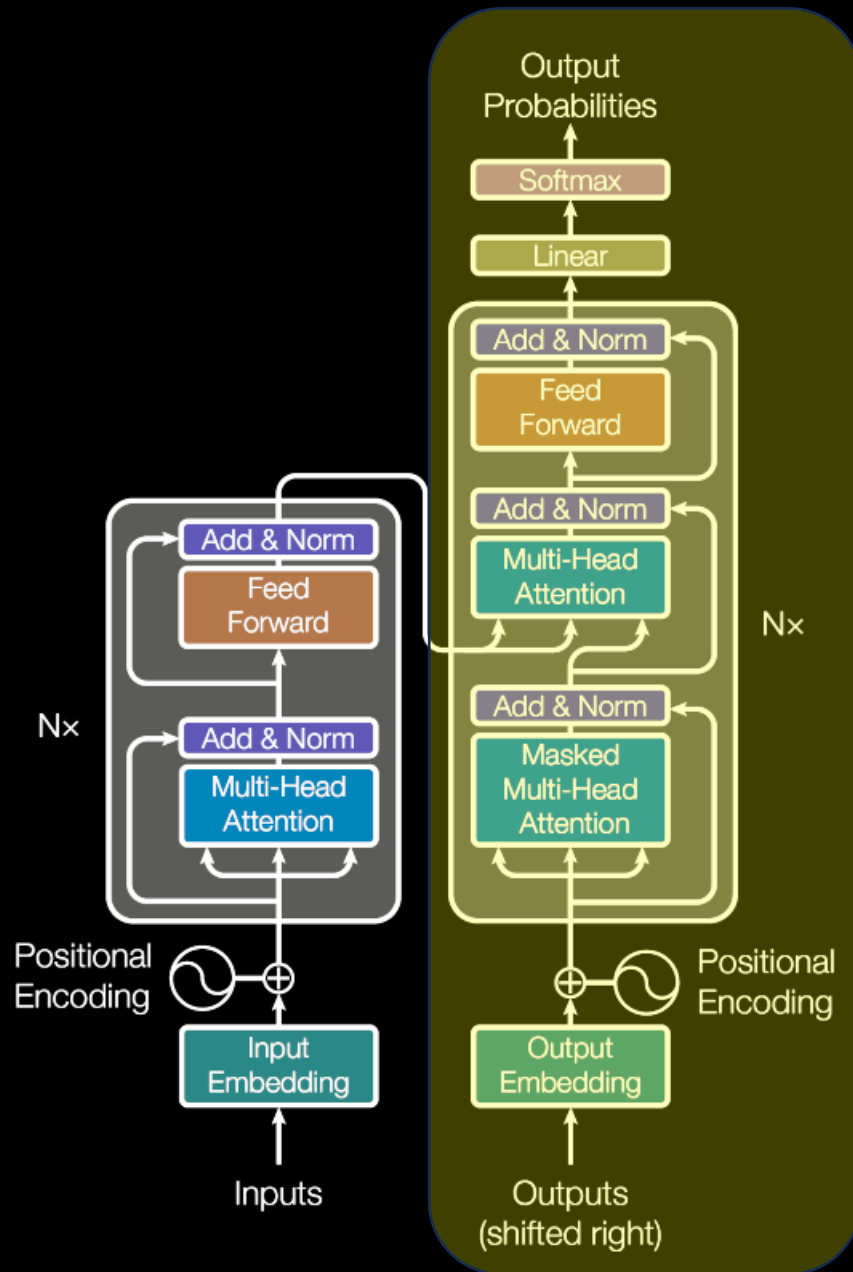 Output
Probabilities
Softmax
Linear
Add & Norm
Feed
Forward
Add & Norm
Multi-Head
Attention
Nx
Add & Norm
Masked
Multi-Head
Attention
Positional
Encoding
Output
Embedding
Outputs
(shifted right)
Add & Norm
Feed
Forward
Nx
Add & Norm
Multi-Head
Attention
Positional
Encoding
Input
Embedding
Inputs